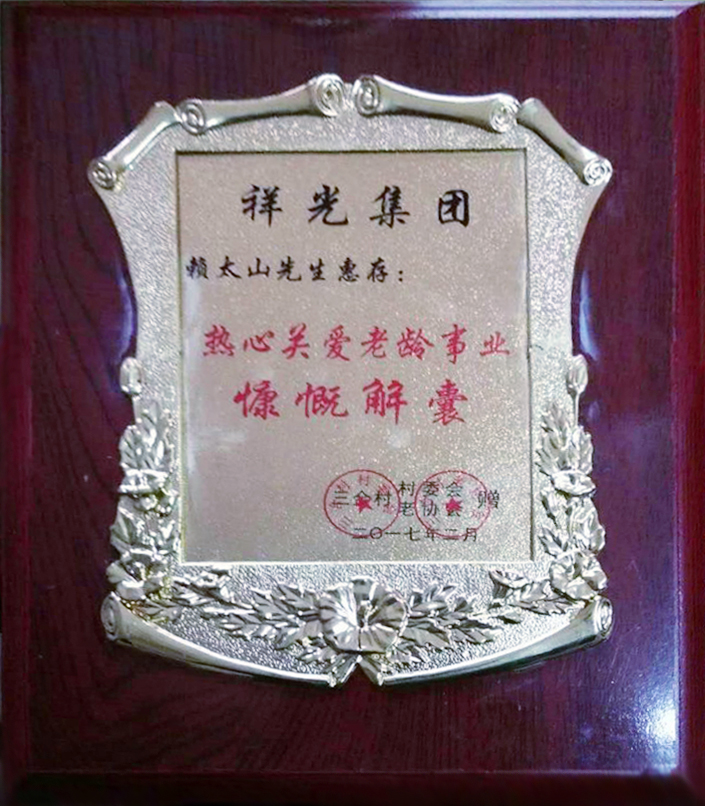 祥光集团
赖太山先生惠存：
热心关爱老龄事业
慷慨解囊
三金村 村委会 老协会 赠
二〇一七年二月